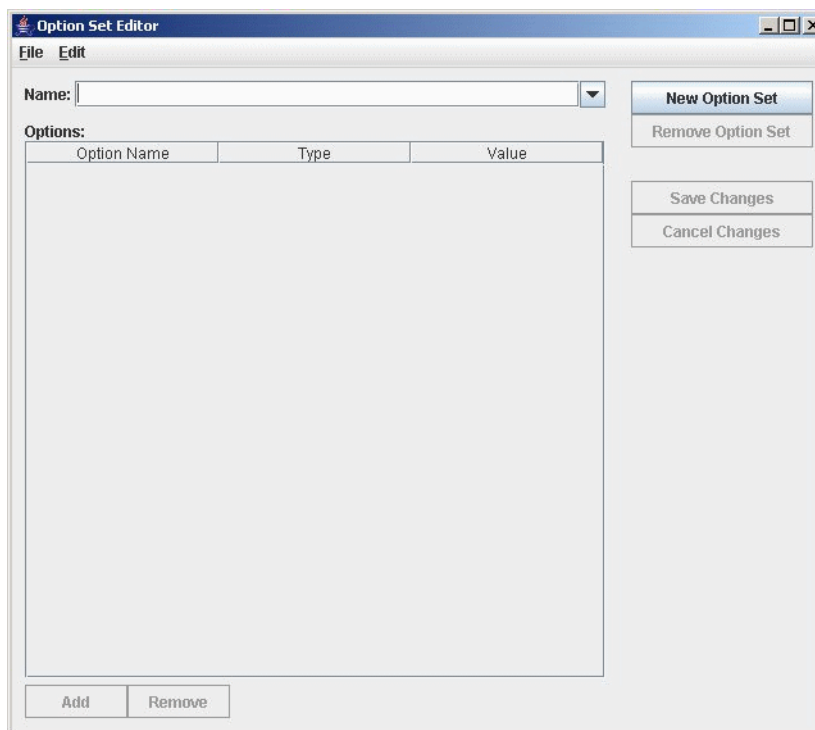 Option Set Editor
File Edit
Name:
New Option Set
Options:
Remove Option Set
Option Name Type Value
Save Changes
Cancel Changes
Add Remove